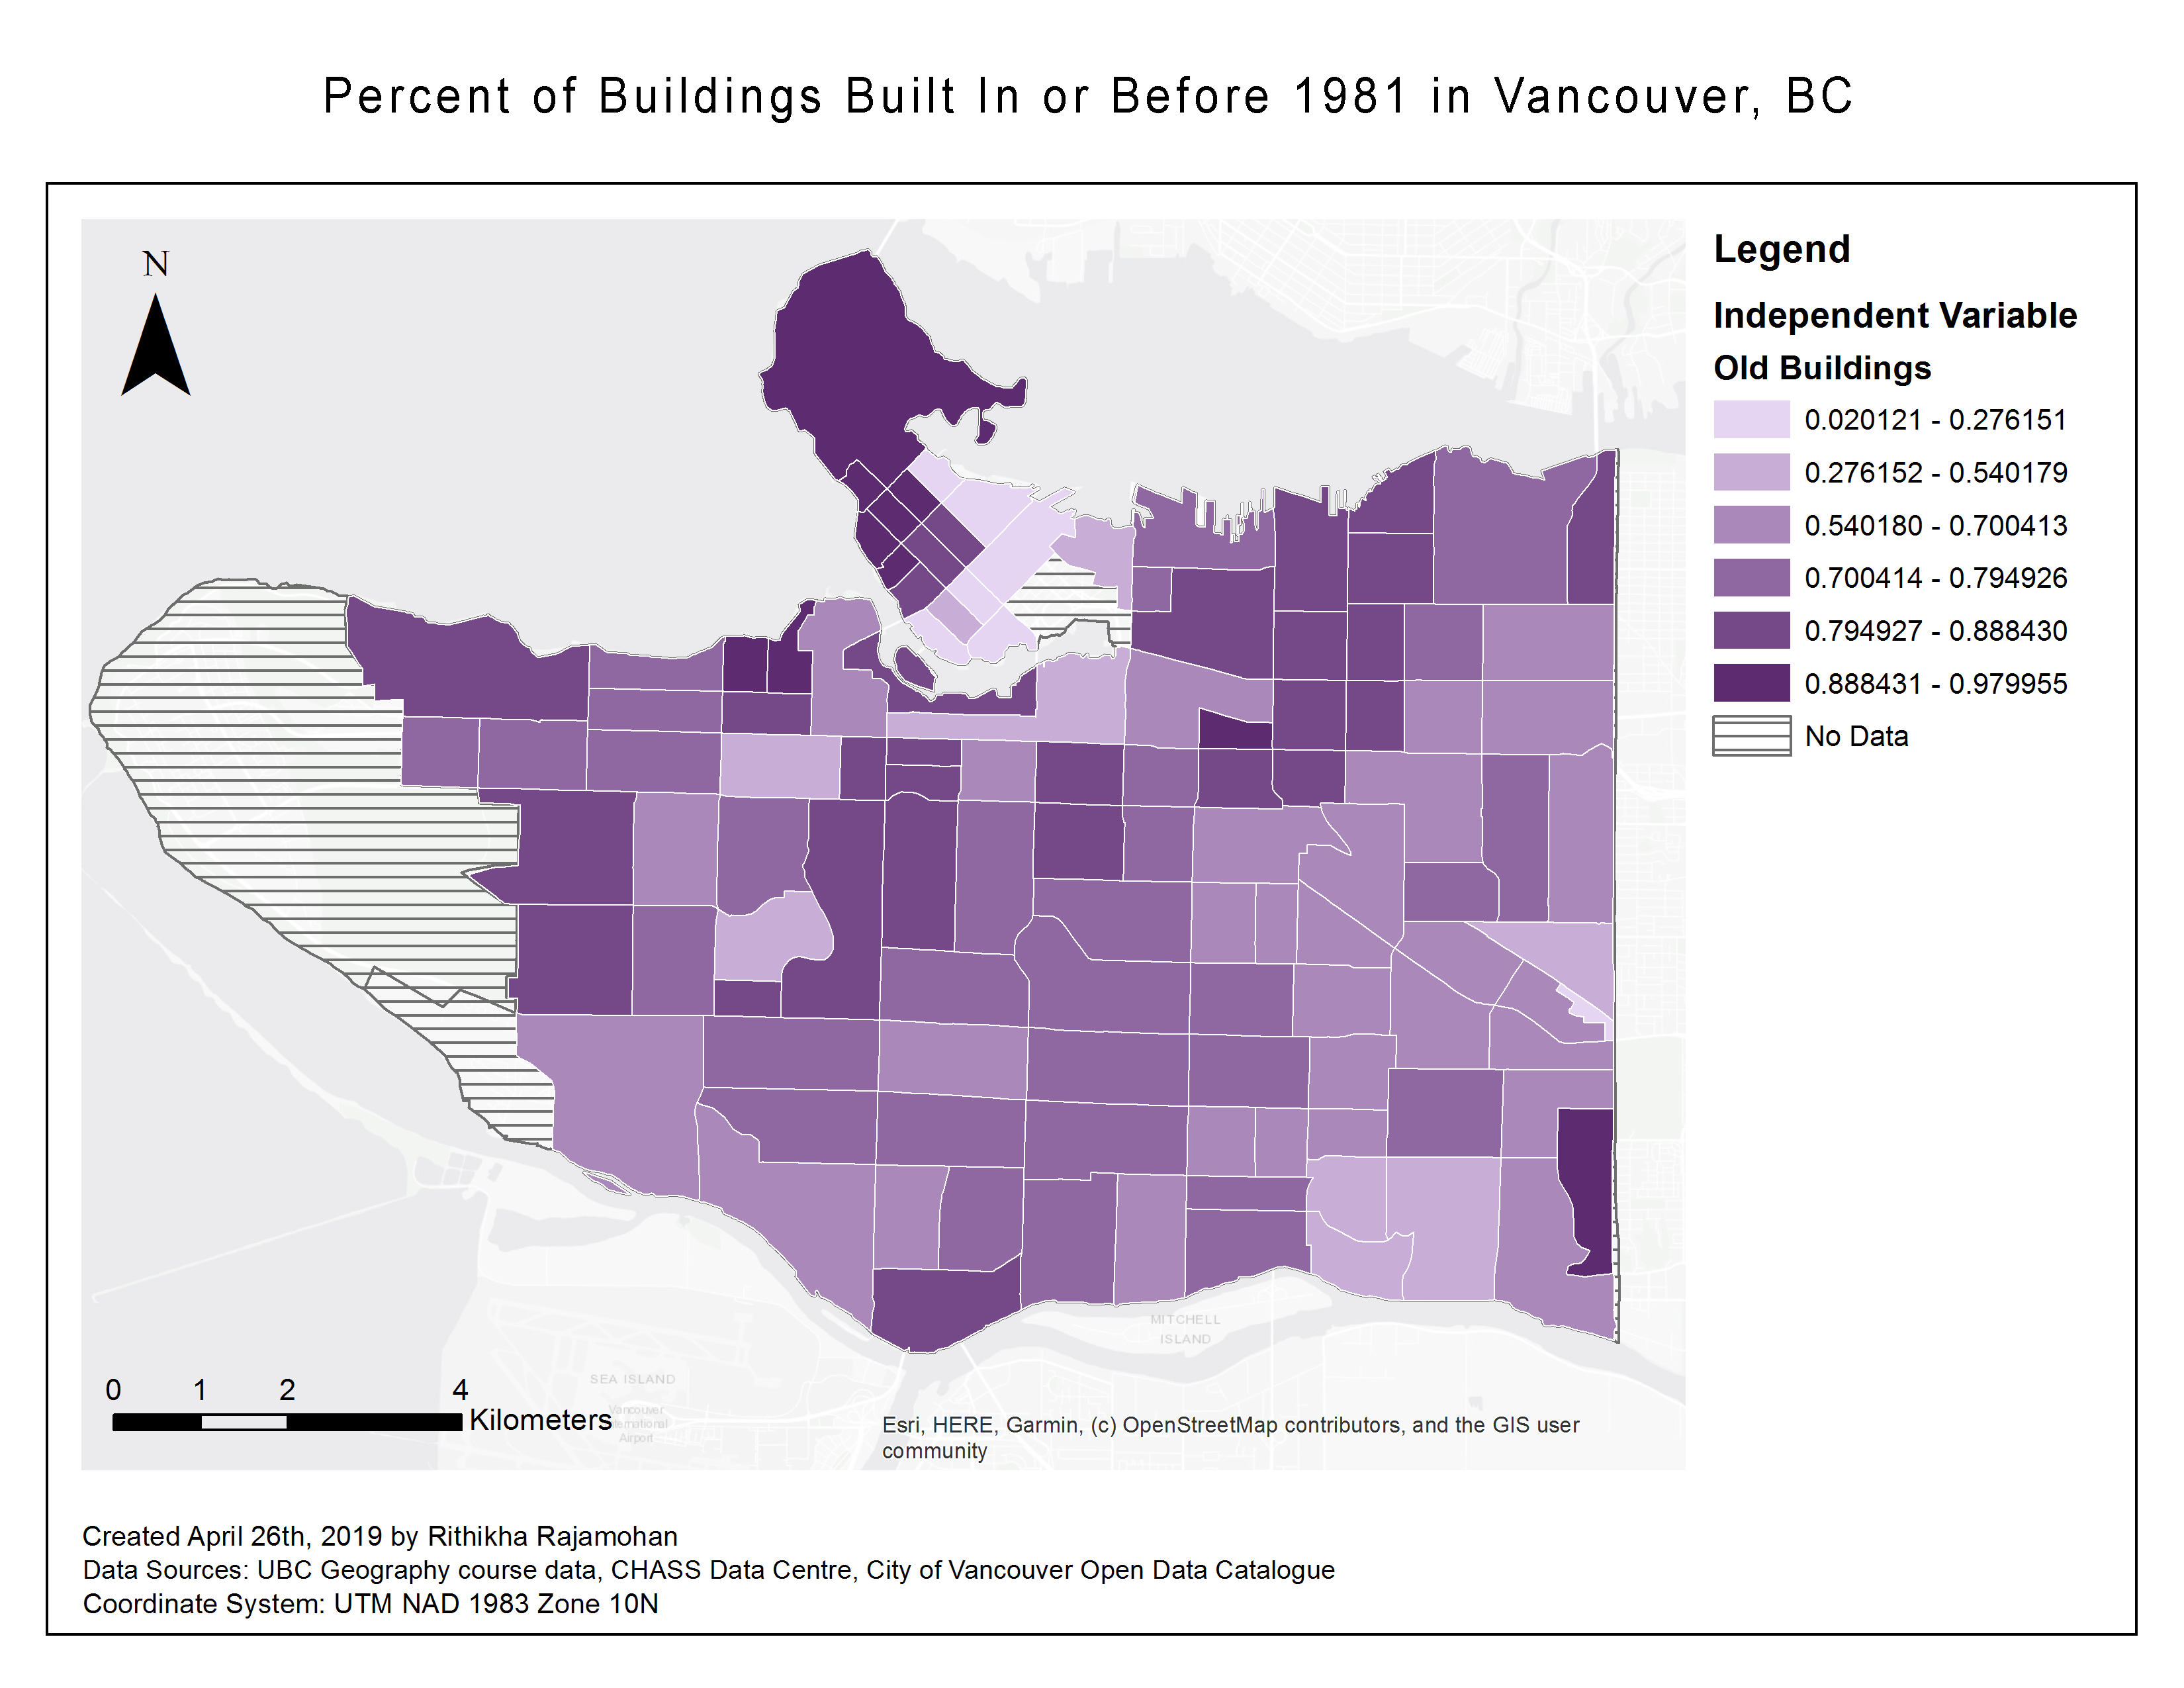 Percent of Buildings Built In or Before 1981 in Vancouver, BC
N
Legend
Independent Variable
Old Buildings
0.020121 - 0.276151
0.276152 - 0.540179
0.540180 - 0.700413
0.700414 - 0.794926
0.794927 - 0.888430
0.888431 - 0.979955
No Data
MITCHELL
ISLAND
SEA ISLAND
Vancouver
International
Airport
0 1 2 4
Kilometers
Esri, HERE, Garmin, (c) OpenStreetMap contributors, and the GIS user
community
Created April 26th, 2019 by Rithikha Rajamohan
Data Sources: UBC Geography course data, CHASS Data Centre, City of Vancouver Open Data Catalogue
Coordinate System: UTM NAD 1983 Zone 10N